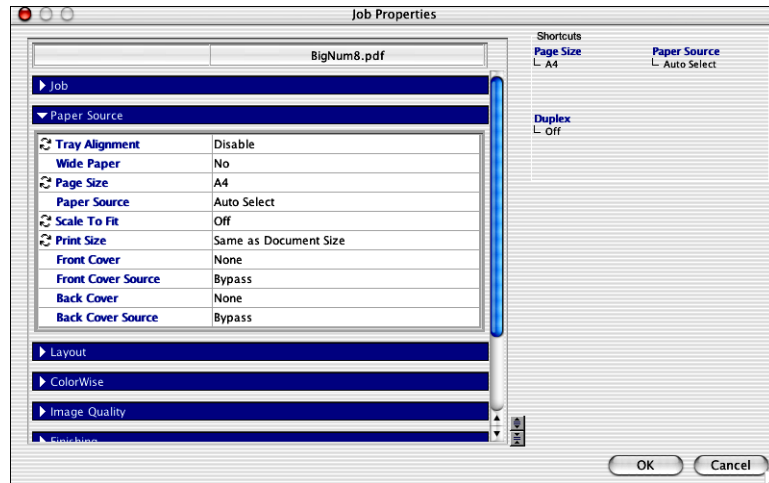 Job Properties
BigNum8.pdf
Job
Paper Source
Tray Alignment Disable
Wide Paper No
Page Size A4
Paper Source Auto Select
Scale To Fit Off
Print Size Same as Document Size
Front Cover None
Front Cover Source Bypass
Back Cover None
Back Cover Source Bypass
Layout
ColorWise
Image Quality
Finishing
Shortcuts
Page Size Paper Source
A4 Auto Select
Duplex
Off
OK Cancel